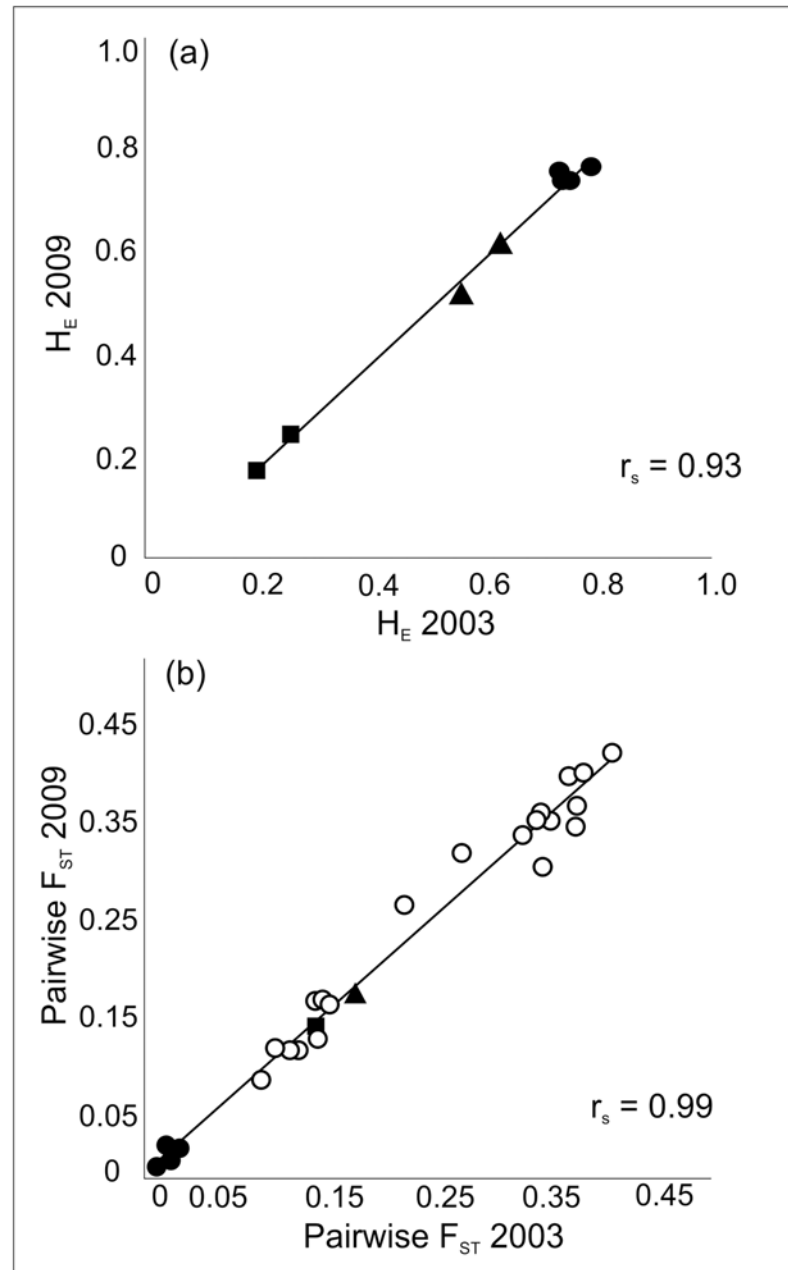 (a)
1.0
0.8
0.6
0.4
0.2
0
H_E 2009
r_s = 0.93
0 0.2 0.4 0.6 0.8 1.0
H_E 2003
(b)
0.45
0.35
0.25
0.15
0.05
0
Pairwise F_ST 2009
r_s = 0.99
0 0.05 0.15 0.25 0.35 0.45
Pairwise F_ST 2003